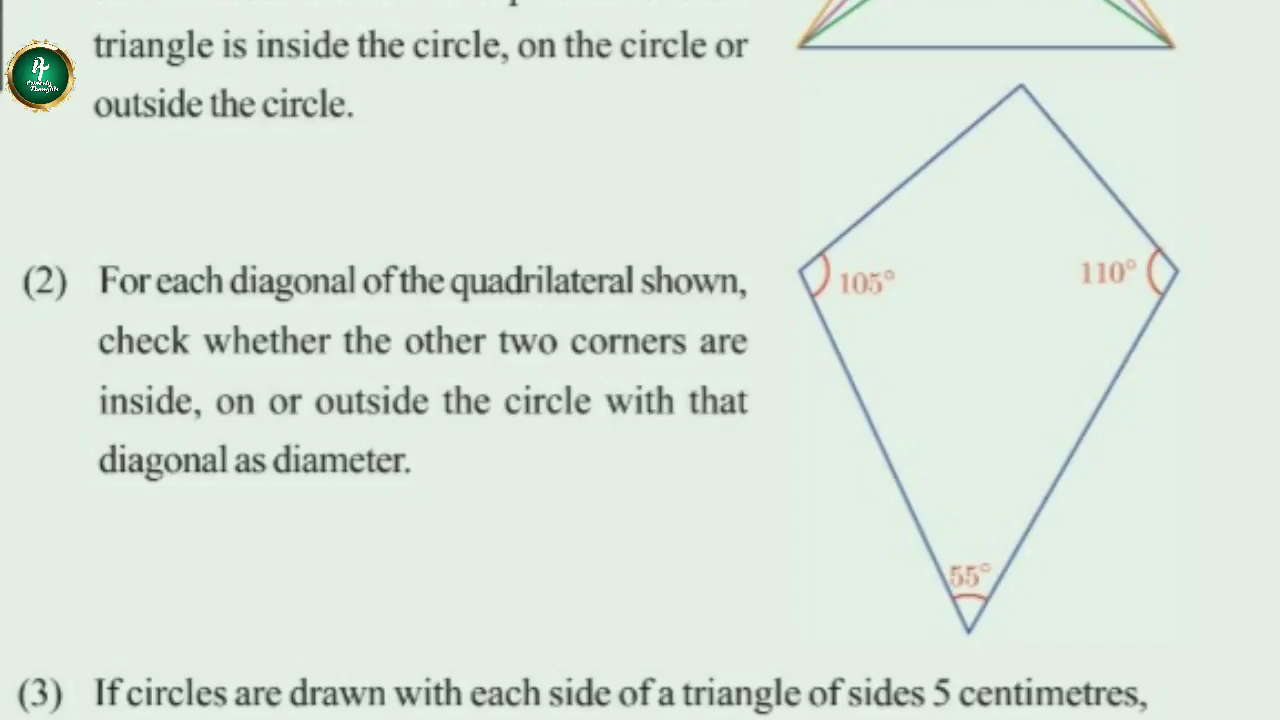 triangle is inside the circle, on the circle or
outside the circle.
(2) For each diagonal of the quadrilateral shown,
check whether the other two corners are
inside, on or outside the circle with that
diagonal as diameter.
105°
110°
55°
(3) If circles are drawn with each side of a triangle of sides 5 centimetres,